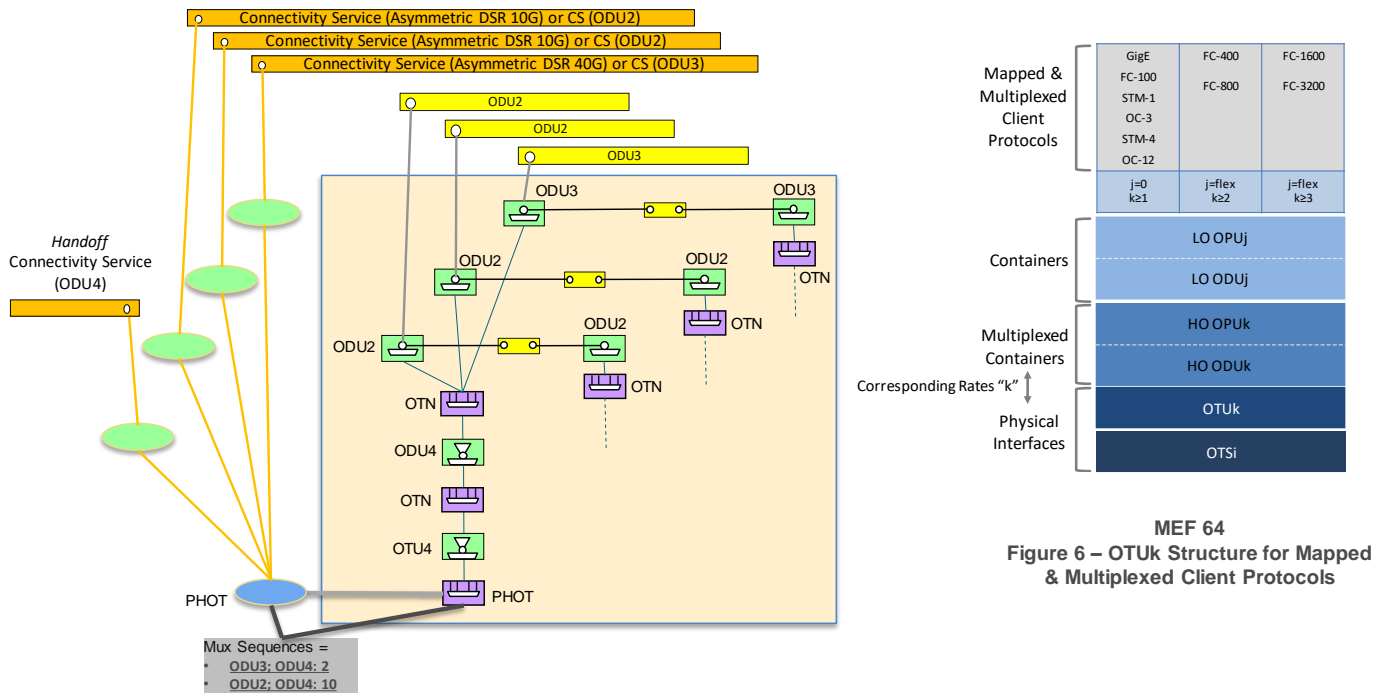 Connectivity Service (Asymmetric DSR 10G) or CS (ODU2)
Connectivity Service (Asymmetric DSR 10G) or CS (ODU2)
Connectivity Service (Asymmetric DSR 40G) or CS (ODU3)
ODU2
ODU2
ODU3
Handoff
Connectivity Service
(ODU4)
ODU3
ODU3
OTN
ODU2
ODU2
OTN
ODU2
ODU2
OTN
OTN
ODU4
OTN
OTU4
PHOT
PHOT
Mux Sequences =
• ODU3; ODU4: 2
• ODU2; ODU4: 10
Mapped &
Multiplexed
Client
Protocols
GigE
FC-100
STM-1
OC-3
STM-4
OC-12
FC-400
FC-800
FC-1600
FC-3200
j=0
k≥1
j=flex
k≥2
j=flex
k≥3
Containers
LO OPUj
LO ODUj
Multiplexed
Containers
HO OPUk
HO ODUk
Corresponding Rates “k”
Physical
Interfaces
OTUk
OTSi
MEF 64
Figure 6 – OTUk Structure for Mapped
& Multiplexed Client Protocols